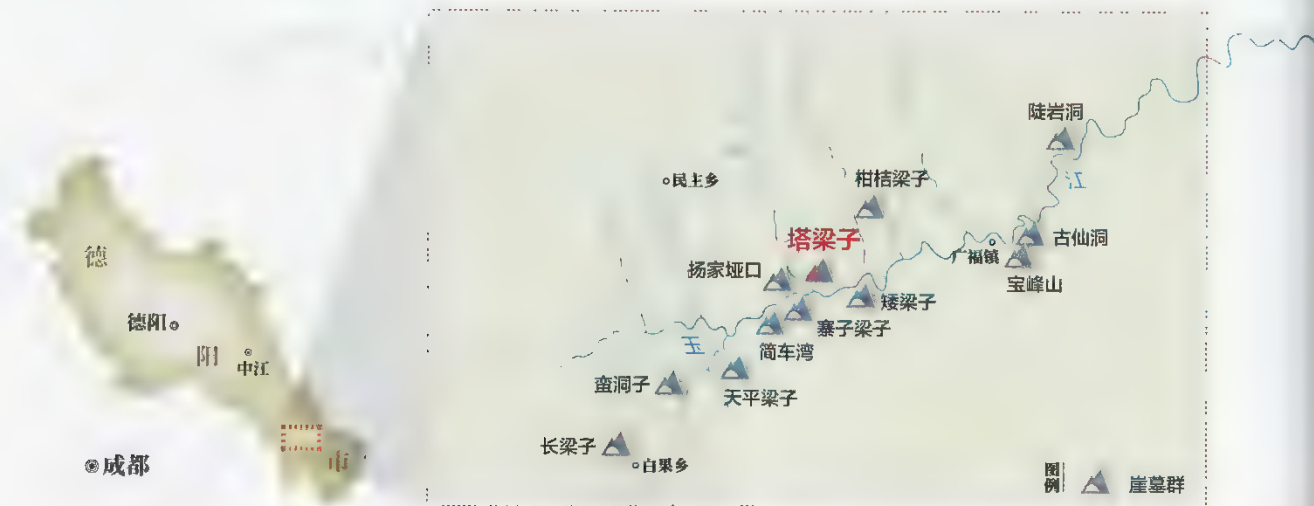 德
德阳
阳
中江
市
成都
陡岩洞
江
民主乡
柑桔梁子
塔梁子
古仙洞
广福镇
宝峰山
扬家垭口
矮梁子
寨子梁子
玉
简车湾
蛮洞子
天平梁子
长梁子
白果乡
图例
崖墓群